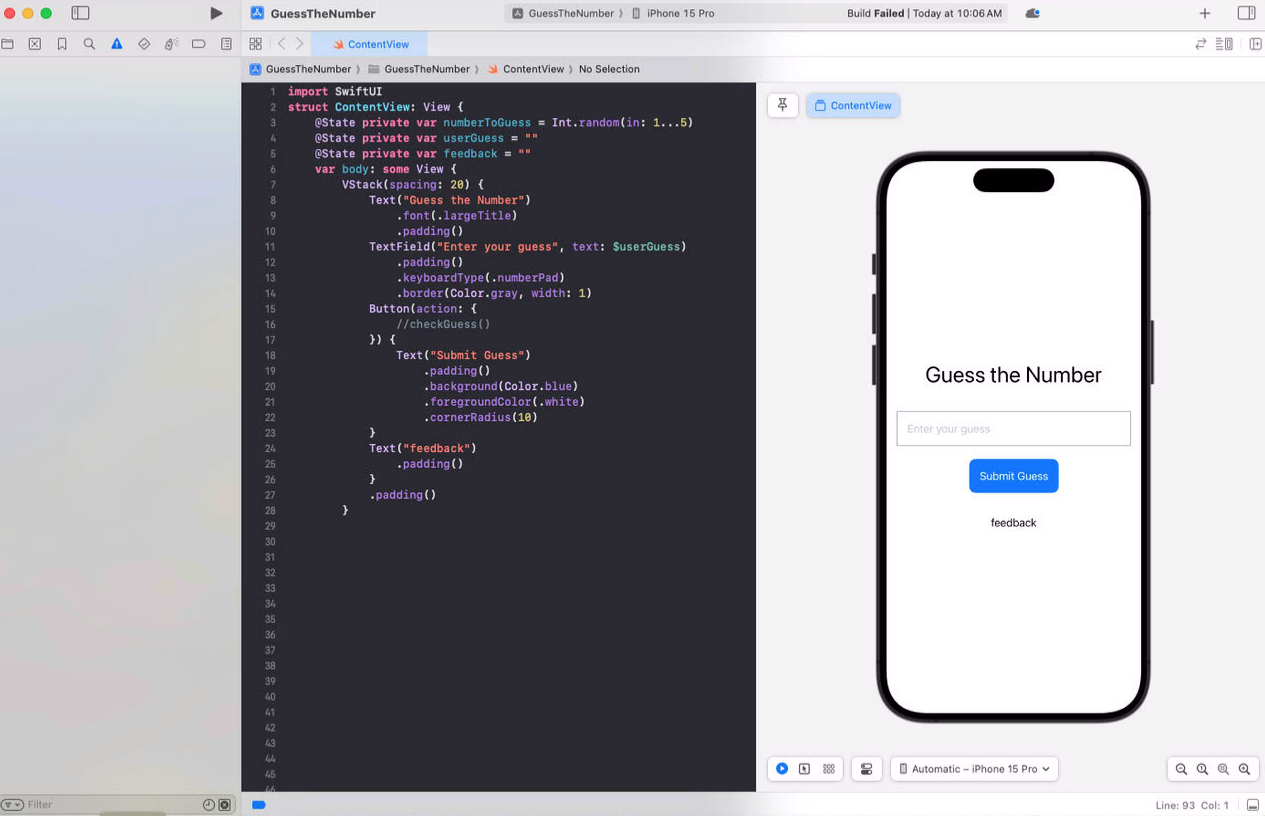 GuessTheNumber
GuessTheNumber 〉 iPhone 15 Pro
Build Failed | Today at 10:06 AM
ContentView
GuessTheNumber 〉 GuessTheNumber 〉 ContentView 〉 No Selection
1 import SwiftUI
2 struct ContentView: View {
3 @State private var numberToGuess = Int.random(in: 1...5)
4 @State private var userGuess = ""
5 @State private var feedback = ""
6 var body: some View {
7 VStack(spacing: 20) {
8 Text("Guess the Number")
9 .font(.largeTitle)
10 .padding()
11 TextField("Enter your guess", text: $userGuess)
12 .padding()
13 .keyboardType(.numberPad)
14 .border(Color.gray, width: 1)
15 Button(action: {
16 //checkGuess()
17 }) {
18 Text("Submit Guess")
19 .padding()
20 .background(Color.blue)
21 .foregroundColor(.white)
22 .cornerRadius(10)
23 }
24 Text("feedback")
25 .padding()
26 }
27 .padding()
28 }
29
30
31
32
33
34
35
36
37
38
39
40
41
42
43
44
45
46
ContentView
Guess the Number
Enter your guess
Submit Guess
feedback
Automatic – iPhone 15 Pro
Filter
Line: 93 Col: 1